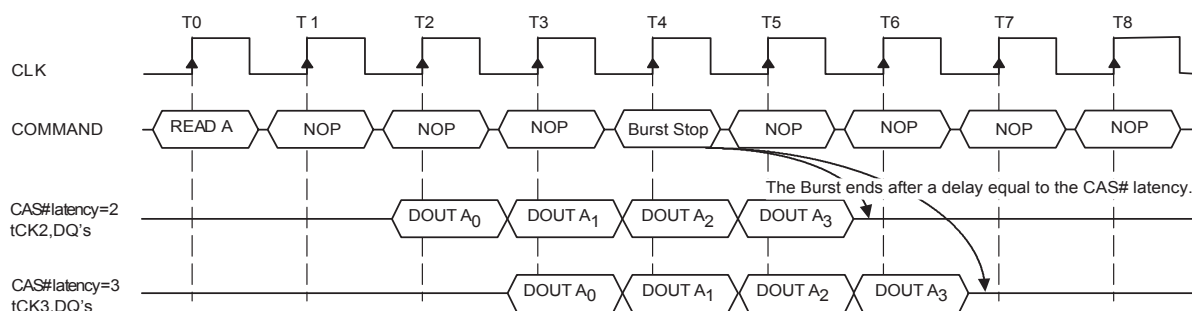 T0 T 1 T2 T3 T4 T5 T6 T7 T8
CLK
COMMAND READ A NOP NOP NOP Burst Stop NOP NOP NOP NOP
The Burst ends after a delay equal to the CAS# latency.
CAS# latency=2
tCK2,DQ's
DOUT A0 DOUT A1 DOUT A2 DOUT A3
CAS# latency=3
tCK3,DQ's
DOUT A0 DOUT A1 DOUT A2 DOUT A3